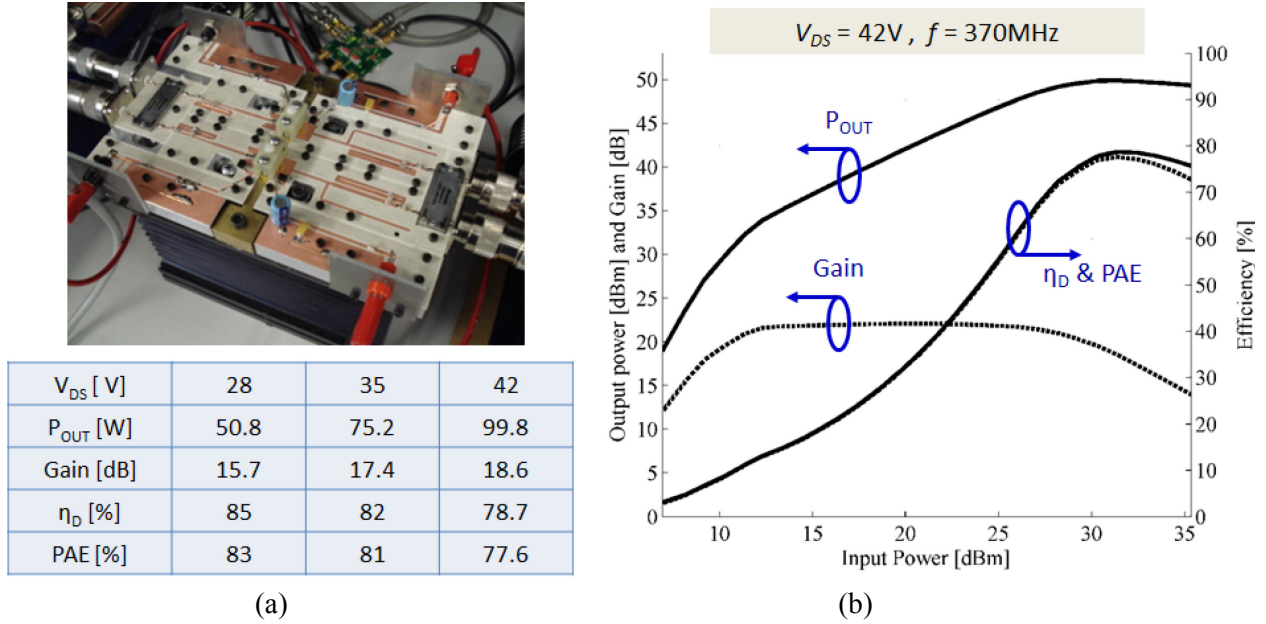 V_DS [ V] 28 35 42
P_OUT [W] 50.8 75.2 99.8
Gain [dB] 15.7 17.4 18.6
η_D [%] 85 82 78.7
PAE [%] 83 81 77.6
(a)
V_DS = 42V , f = 370MHz
Output power [dBm] and Gain [dB]
50
45
40
35
30
25
20
15
10
5
0
P_OUT
Gain
η_D & PAE
100
90
80
70
60
50
40
30
20
10
0
Efficiency [%]
10 15 20 25 30 35
Input Power [dBm]
(b)